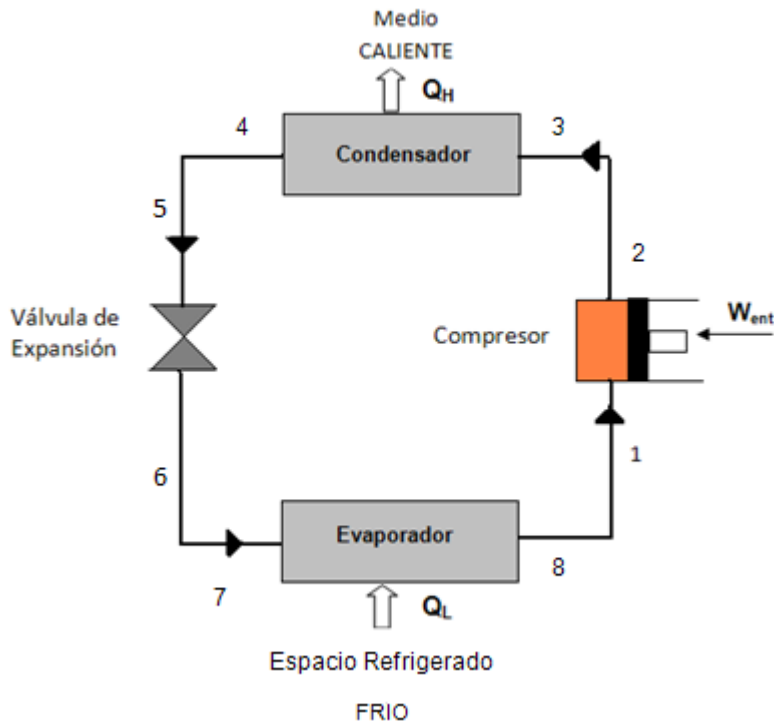 Medio
CALIENTE
QH
4
3
Condensador
5
2
Válvula de
Expansión
Compresor
Went
6
1
Evaporador
7
8
QL
Espacio Refrigerado
FRIO